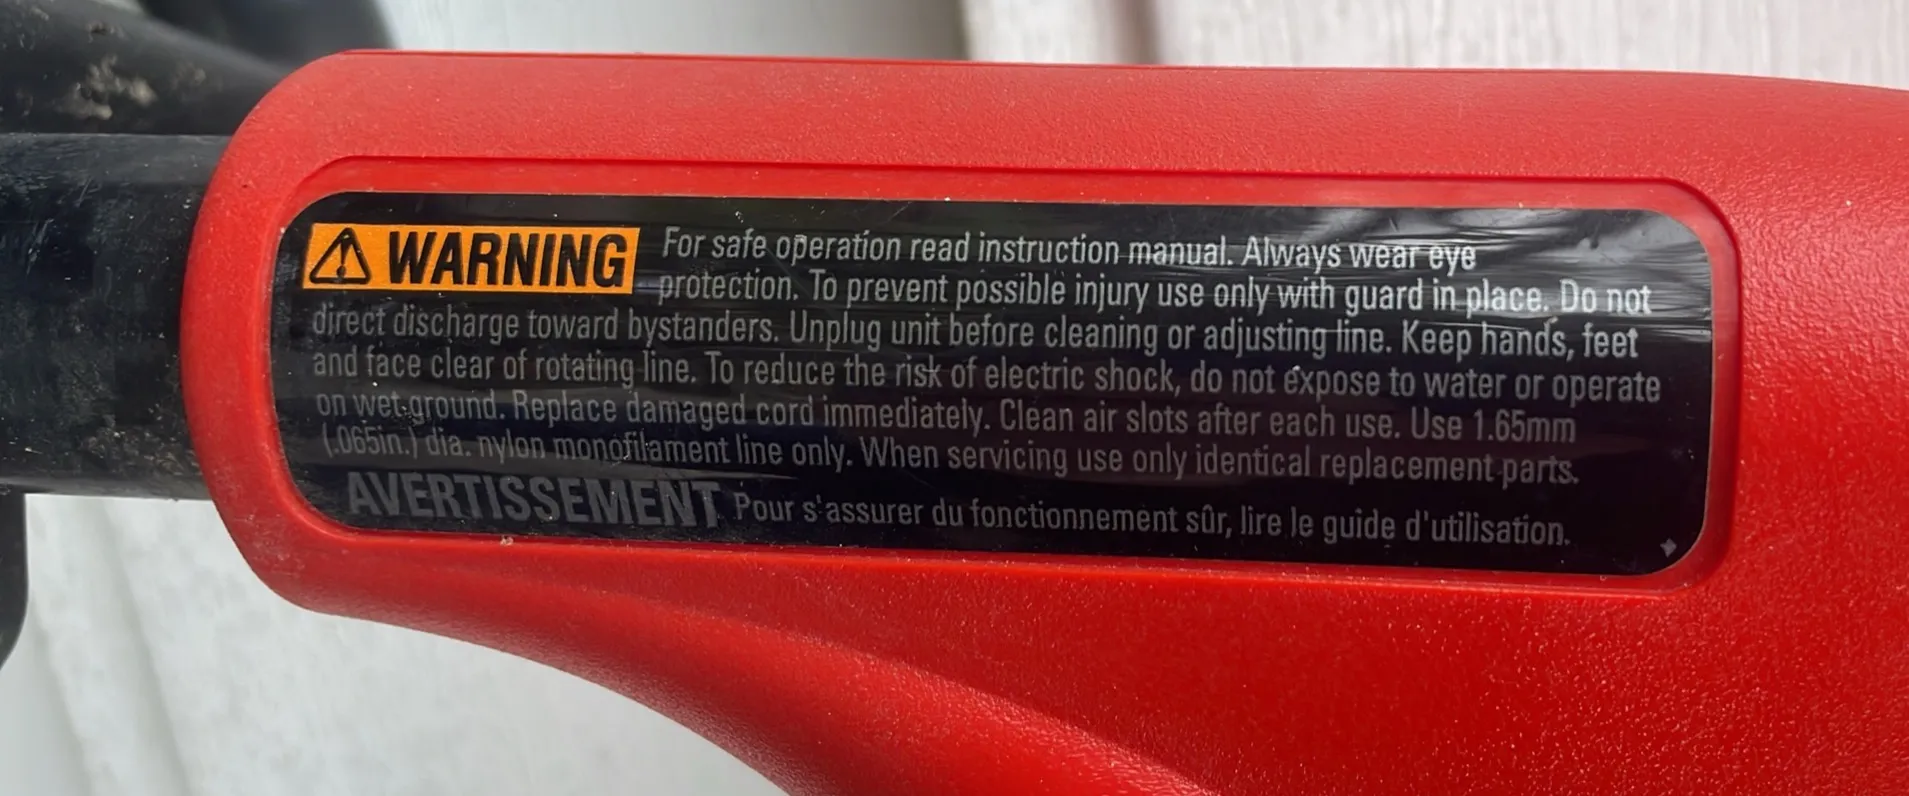 WARNING For safe operation read instruction manual. Always wear eye
protection. To prevent possible injury use only with guard in place. Do not
direct discharge toward bystanders. Unplug unit before cleaning or adjusting line. Keep hands, feet
and face clear of rotating line. To reduce the risk of electric shock, do not expose to water or operate
on wet ground. Replace damaged cord immediately. Clean air slots after each use. Use 1.65mm
(.065in.) dia. nylon monofilament line only. When servicing use only identical replacement parts.
AVERTISSEMENT Pour s'assurer du fonctionnement sûr, lire le guide d'utilisation.